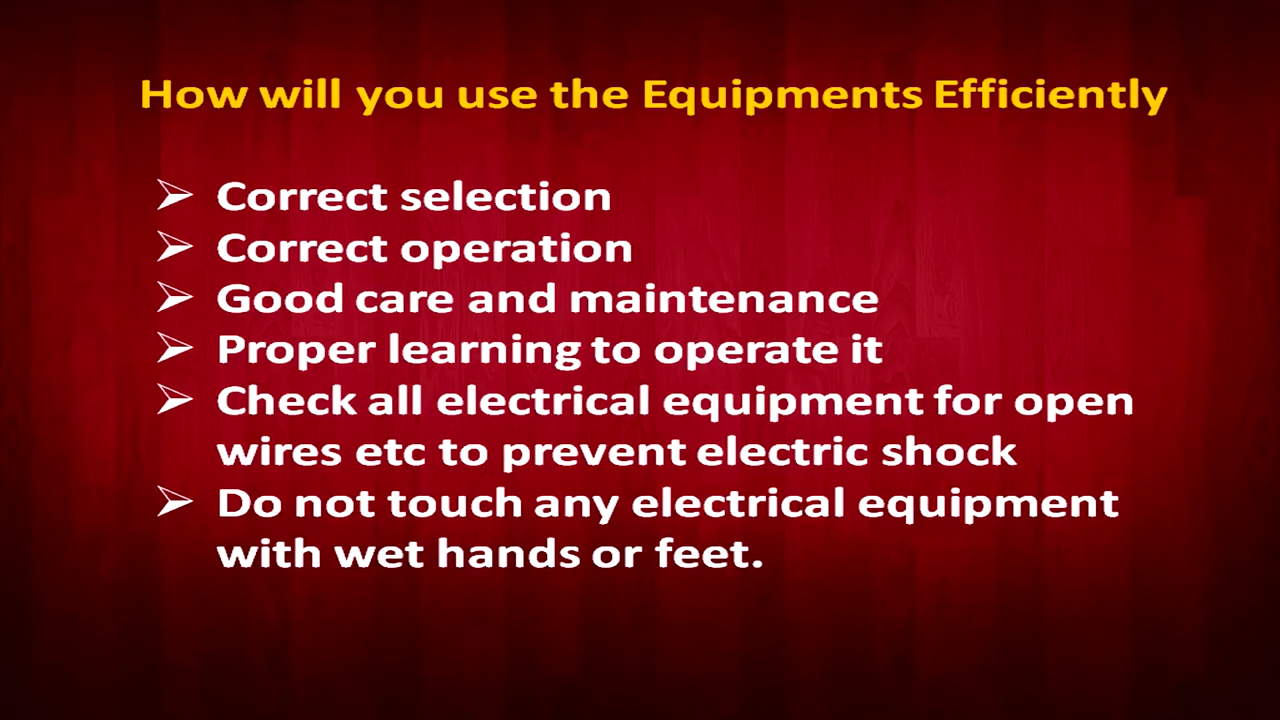 How will you use the Equipments Efficiently
➢ Correct selection
➢ Correct operation
➢ Good care and maintenance
➢ Proper learning to operate it
➢ Check all electrical equipment for open
wires etc to prevent electric shock
➢ Do not touch any electrical equipment
with wet hands or feet.